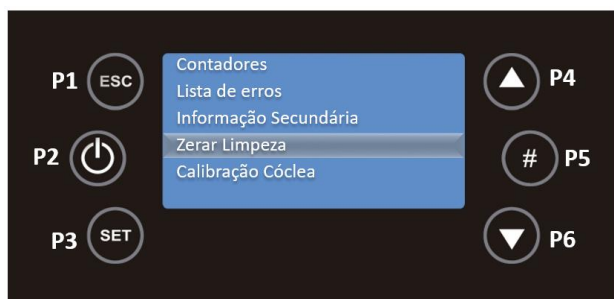 P1 ESC
P2
P3 SET
Contadores
Lista de erros
Informação Secundária
Zerar Limpeza
Calibração Cóclea
P4
# P5
P6